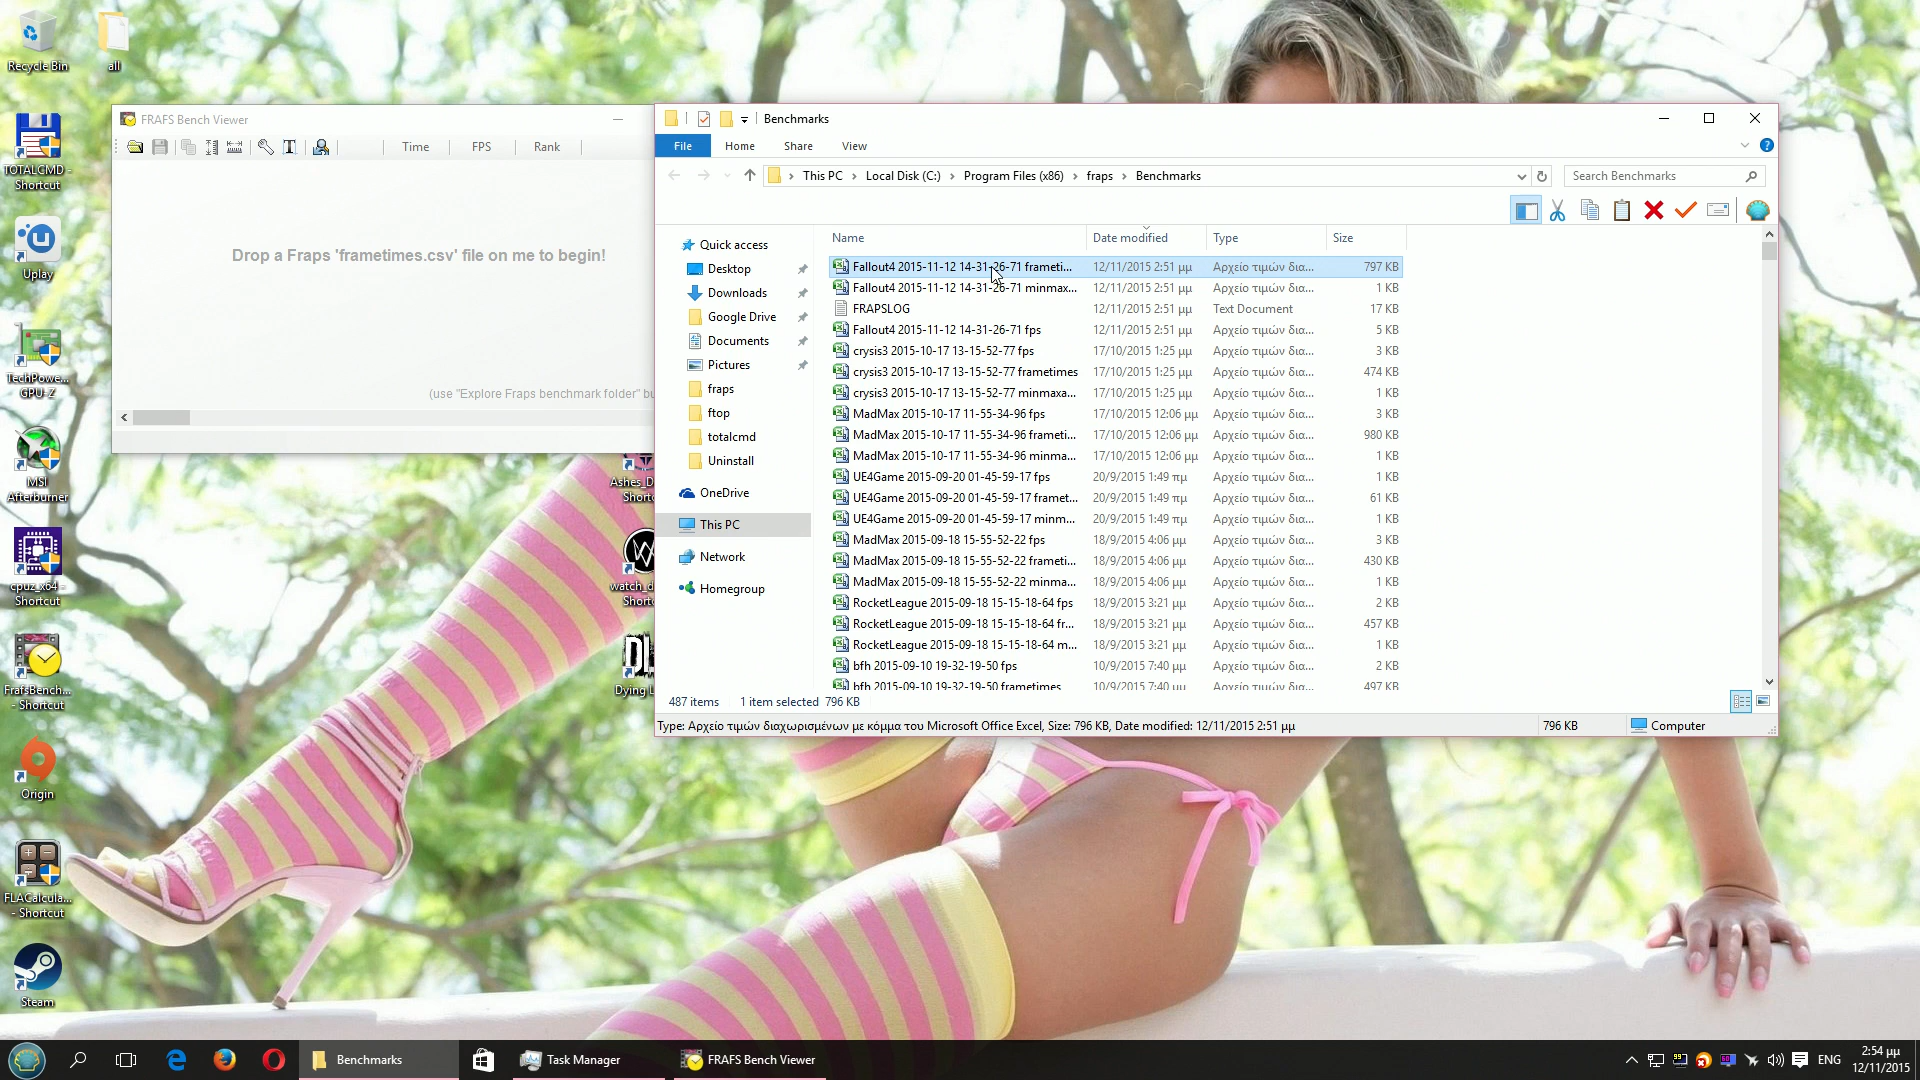 Recycle Bin
all
TOTALCMD - Shortcut
Uplay
TechPowe... GPU-Z
MSI Afterburner
cpuz_x64 - Shortcut
FrafsBench... - Shortcut
Origin
FLACalcula... - Shortcut
Steam
FRAFS Bench Viewer
Time FPS Rank
Drop a Fraps 'frametimes.csv' file on me to begin!
(use "Explore Fraps benchmark folder" bu
Ashes_D
Shortc
watch_d
Shortc
Dying L
Benchmarks
File Home Share View
This PC Local Disk (C:) Program Files (x86) fraps Benchmarks
Search Benchmarks
Quick access
Desktop
Downloads
Google Drive
Documents
Pictures
fraps
ftop
totalcmd
Uninstall
OneDrive
This PC
Network
Homegroup
Name Date modified Type Size
Fallout4 2015-11-12 14-31-26-71 frameti... 12/11/2015 2:51 μμ Αρχείο τιμών δια... 797 KB
Fallout4 2015-11-12 14-31-26-71 minmax... 12/11/2015 2:51 μμ Αρχείο τιμών δια... 1 KB
FRAPSLOG 12/11/2015 2:51 μμ Text Document 17 KB
Fallout4 2015-11-12 14-31-26-71 fps 12/11/2015 2:51 μμ Αρχείο τιμών δια... 5 KB
crysis3 2015-10-17 13-15-52-77 fps 17/10/2015 1:25 μμ Αρχείο τιμών δια... 3 KB
crysis3 2015-10-17 13-15-52-77 frametimes 17/10/2015 1:25 μμ Αρχείο τιμών δια... 474 KB
crysis3 2015-10-17 13-15-52-77 minmaxa... 17/10/2015 1:25 μμ Αρχείο τιμών δια... 1 KB
MadMax 2015-10-17 11-55-34-96 fps 17/10/2015 12:06 μμ Αρχείο τιμών δια... 3 KB
MadMax 2015-10-17 11-55-34-96 frameti... 17/10/2015 12:06 μμ Αρχείο τιμών δια... 980 KB
MadMax 2015-10-17 11-55-34-96 minma... 17/10/2015 12:06 μμ Αρχείο τιμών δια... 1 KB
UE4Game 2015-09-20 01-45-59-17 fps 20/9/2015 1:49 πμ Αρχείο τιμών δια... 3 KB
UE4Game 2015-09-20 01-45-59-17 framet... 20/9/2015 1:49 πμ Αρχείο τιμών δια... 61 KB
UE4Game 2015-09-20 01-45-59-17 minm... 20/9/2015 1:49 πμ Αρχείο τιμών δια... 1 KB
MadMax 2015-09-18 15-55-52-22 fps 18/9/2015 4:06 μμ Αρχείο τιμών δια... 3 KB
MadMax 2015-09-18 15-55-52-22 frameti... 18/9/2015 4:06 μμ Αρχείο τιμών δια... 430 KB
MadMax 2015-09-18 15-55-52-22 minma... 18/9/2015 4:06 μμ Αρχείο τιμών δια... 1 KB
RocketLeague 2015-09-18 15-15-18-64 fps 18/9/2015 3:21 μμ Αρχείο τιμών δια... 2 KB
RocketLeague 2015-09-18 15-15-18-64 fr... 18/9/2015 3:21 μμ Αρχείο τιμών δια... 457 KB
RocketLeague 2015-09-18 15-15-18-64 m... 18/9/2015 3:21 μμ Αρχείο τιμών δια... 1 KB
bfh 2015-09-10 19-32-19-50 fps 10/9/2015 7:40 μμ Αρχείο τιμών δια... 2 KB
bfh 2015-09-10 19-32-19-50 frametimes 10/9/2015 7:40 μμ Αρχείο τιμών δια... 497 KB
487 items 1 item selected 796 KB
Type: Αρχείο τιμών διαχωρισμένων με κόμμα του Microsoft Office Excel, Size: 796 KB, Date modified: 12/11/2015 2:51 μμ 796 KB Computer
Benchmarks Task Manager FRAFS Bench Viewer
ENG
2:54 μμ
12/11/2015